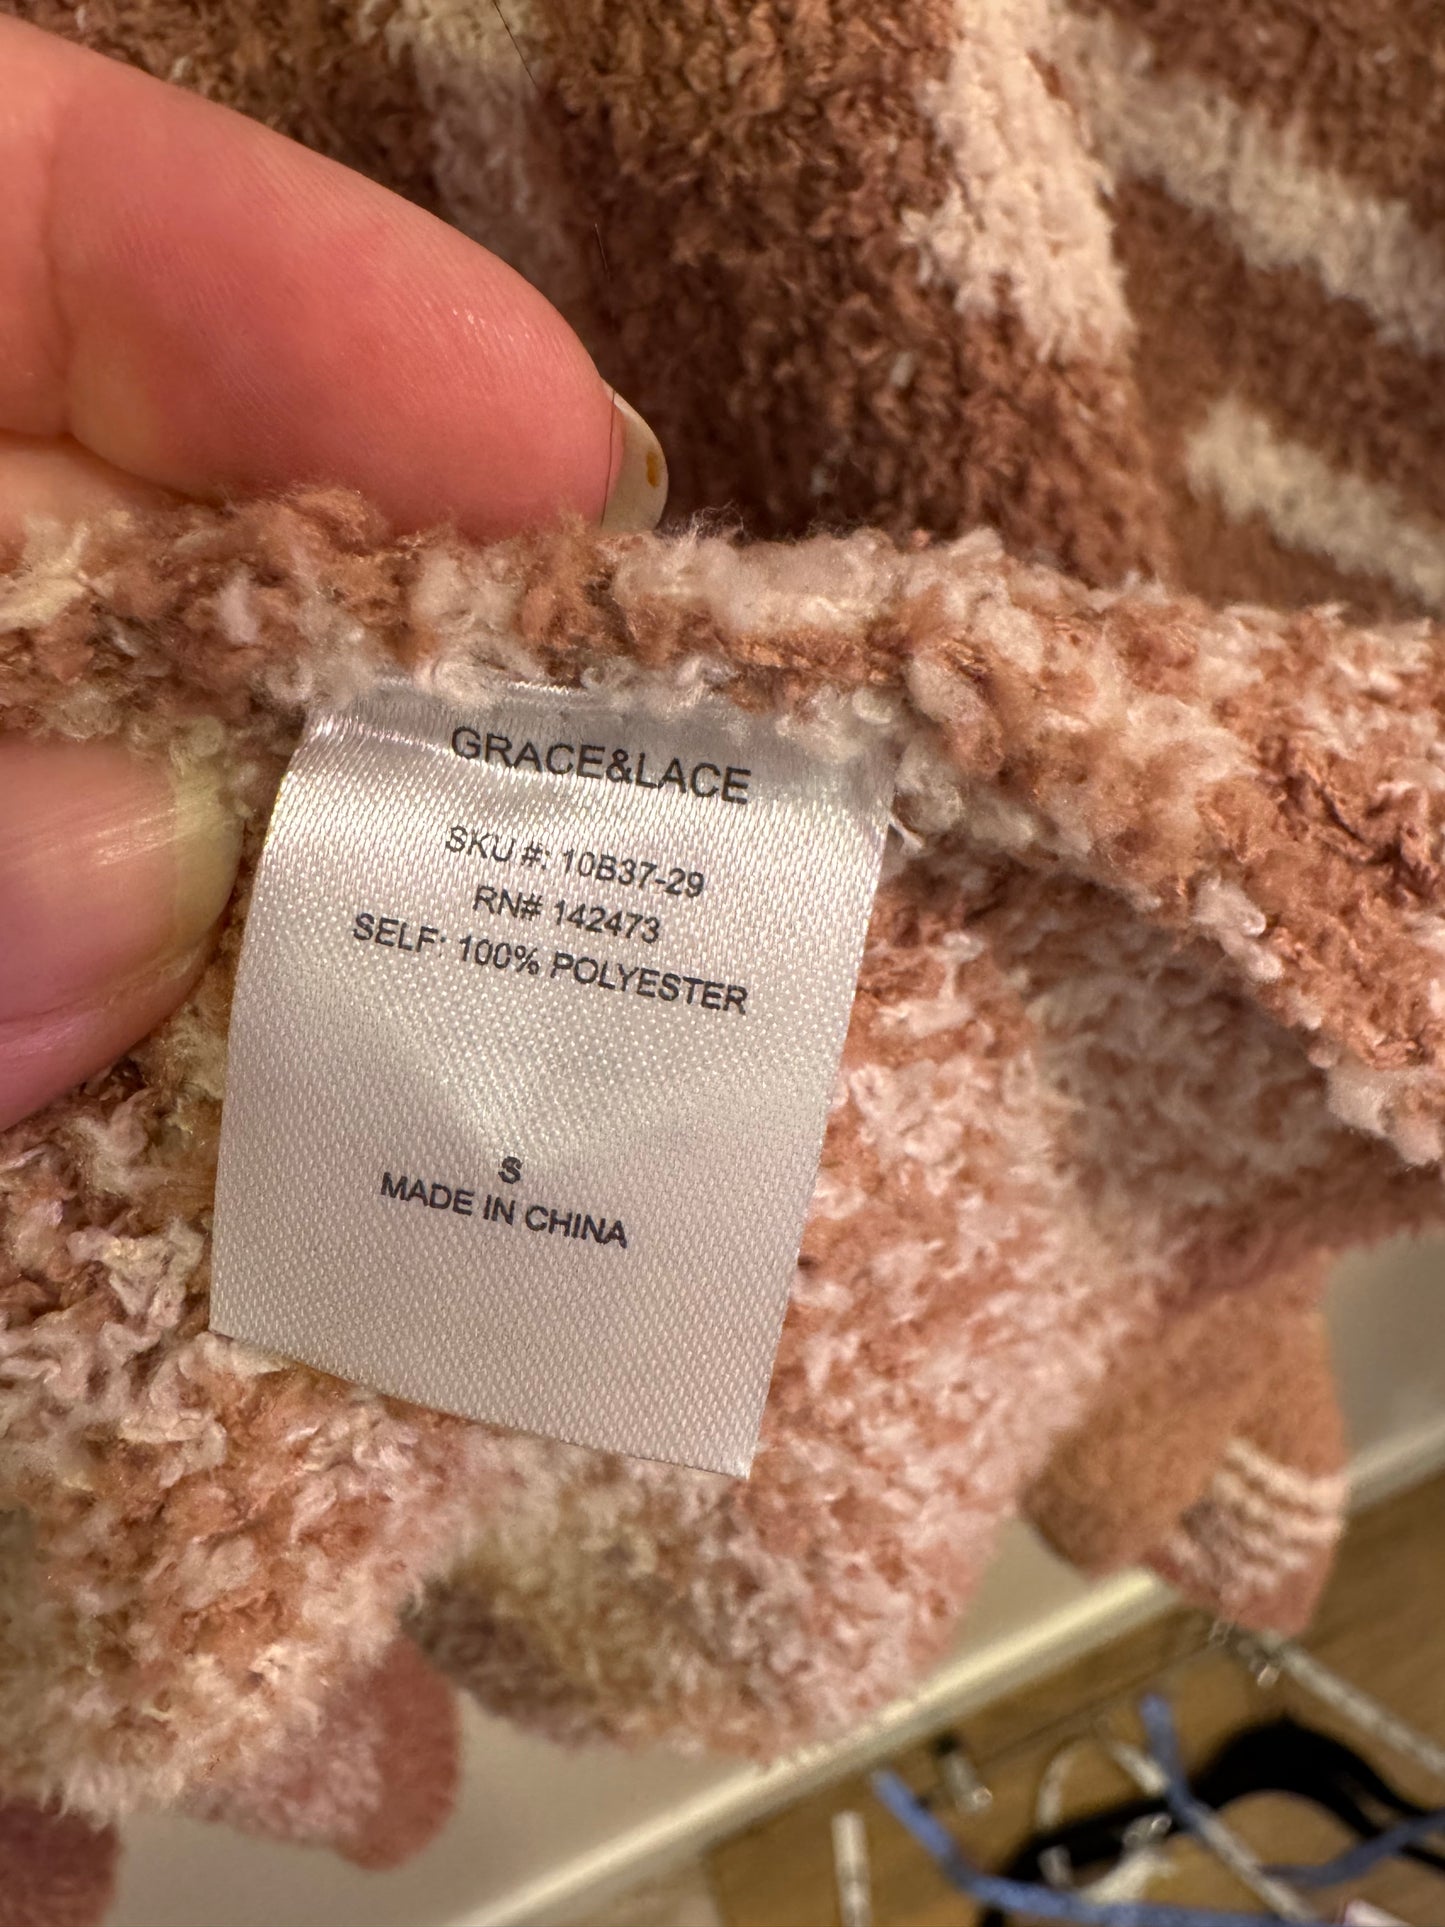 GRACE&LACE
SKU #: 10B37-29
RN# 142473
SELF: 100% POLYESTER
S
MADE IN CHINA